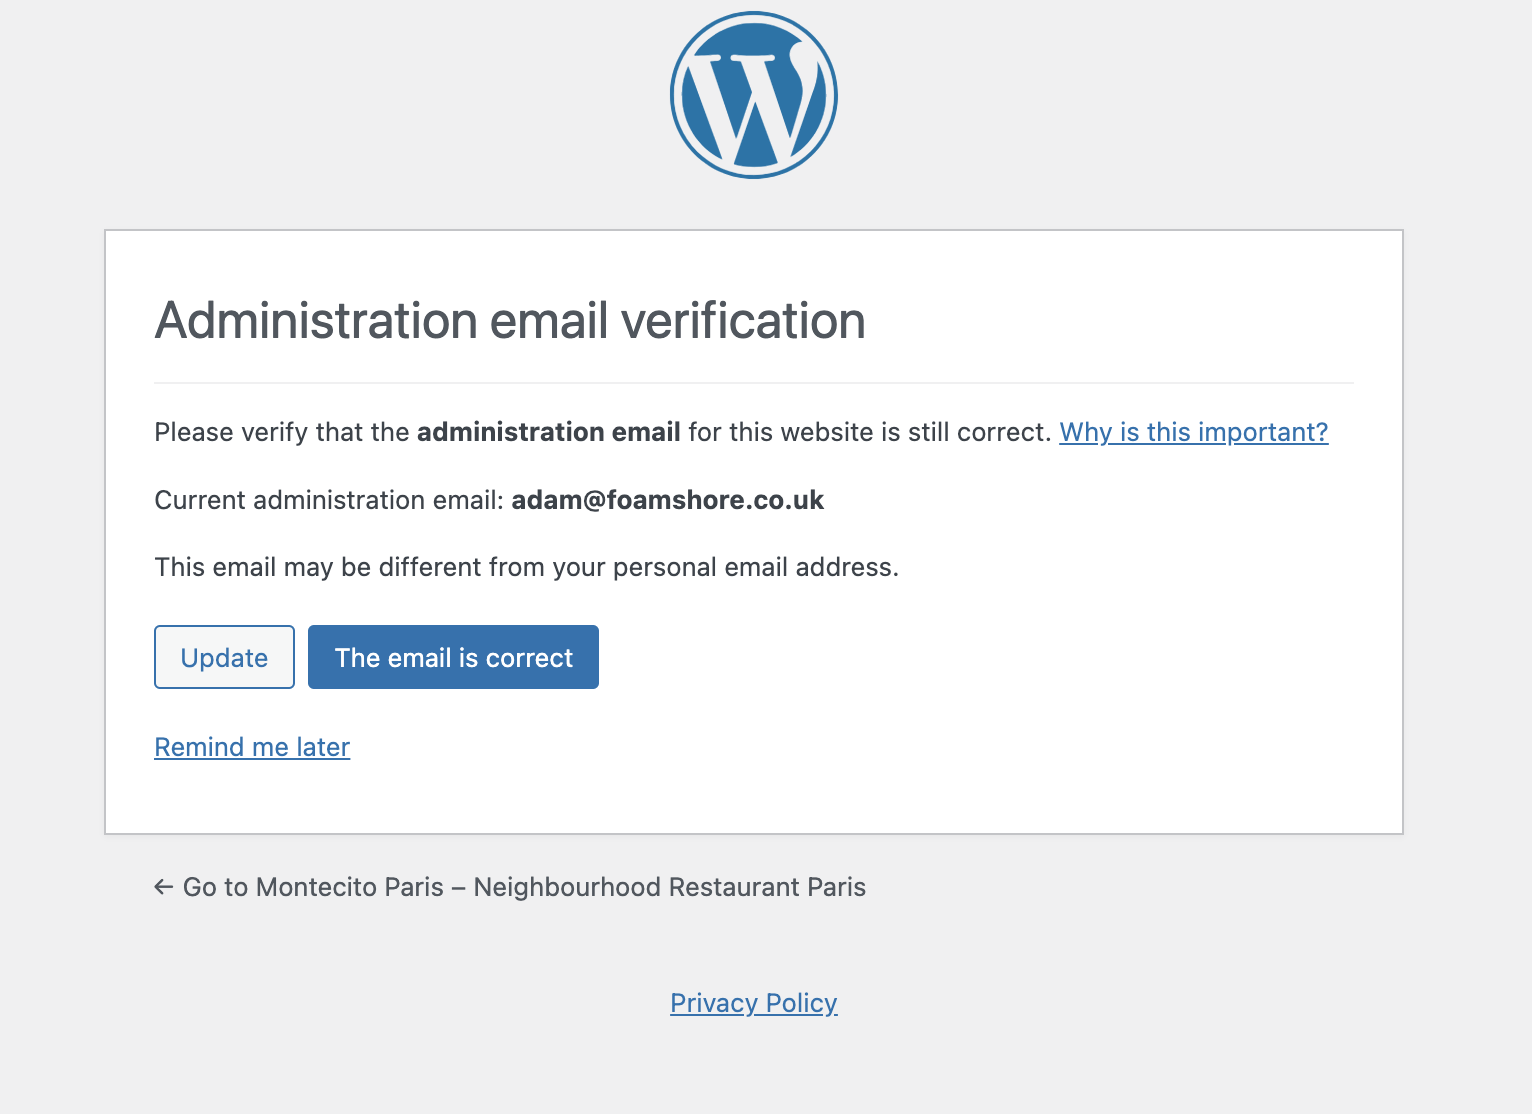 Administration email verification
Please verify that the administration email for this website is still correct. Why is this important?
Current administration email: adam@foamshore.co.uk
This email may be different from your personal email address.
Update The email is correct
Remind me later
← Go to Montecito Paris – Neighbourhood Restaurant Paris
Privacy Policy